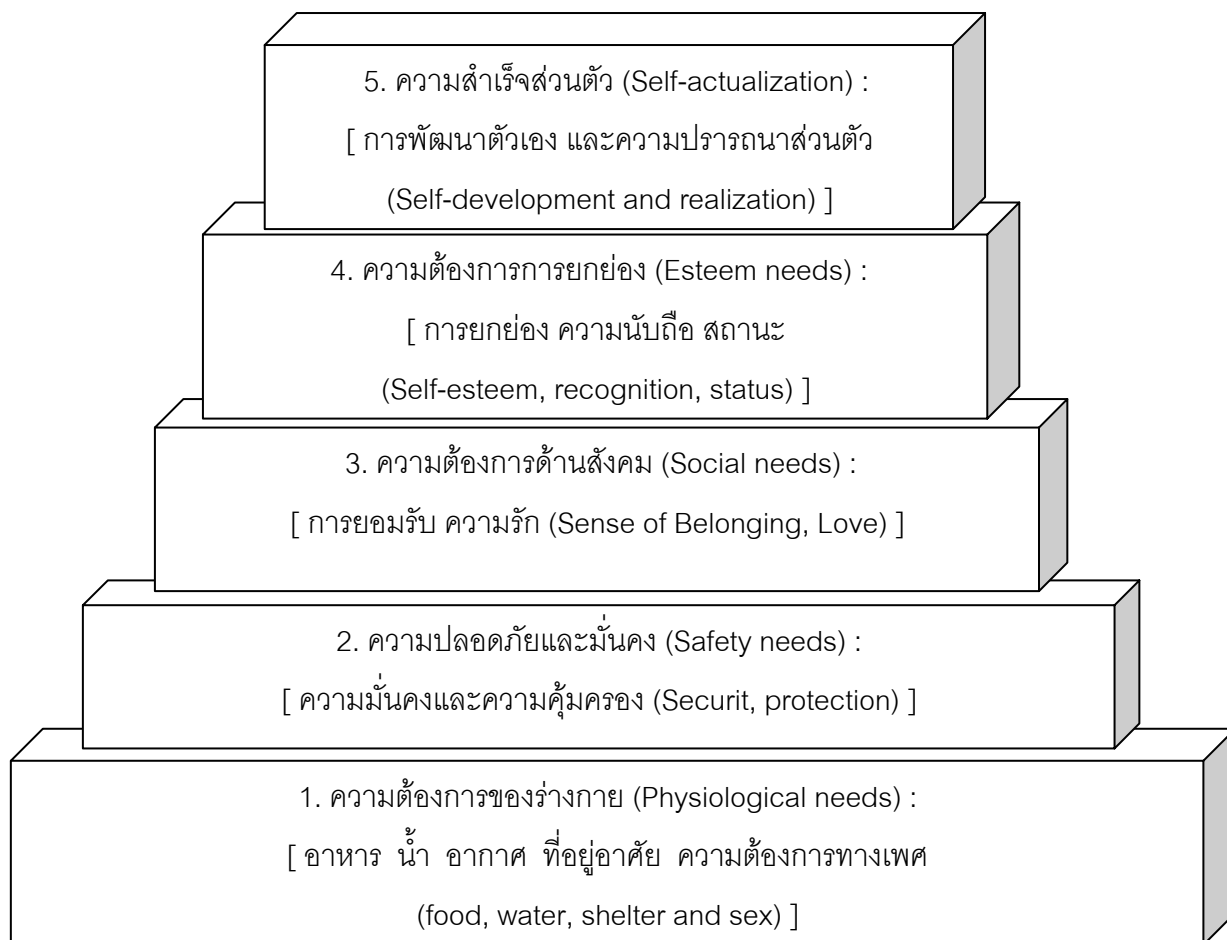 5. ความสำเร็จส่วนตัว (Self-actualization) :
[ การพัฒนาตัวเอง และความปรารถนาส่วนตัว
(Self-development and realization) ]
4. ความต้องการการยกย่อง (Esteem needs) :
[ การยกย่อง ความนับถือ สถานะ
(Self-esteem, recognition, status) ]
3. ความต้องการด้านสังคม (Social needs) :
[ การยอมรับ ความรัก (Sense of Belonging, Love) ]
2. ความปลอดภัยและมั่นคง (Safety needs) :
[ ความมั่นคงและความคุ้มครอง (Securit, protection) ]
1. ความต้องการของร่างกาย (Physiological needs) :
[ อาหาร น้ำ อากาศ ที่อยู่อาศัย ความต้องการทางเพศ
(food, water, shelter and sex) ]